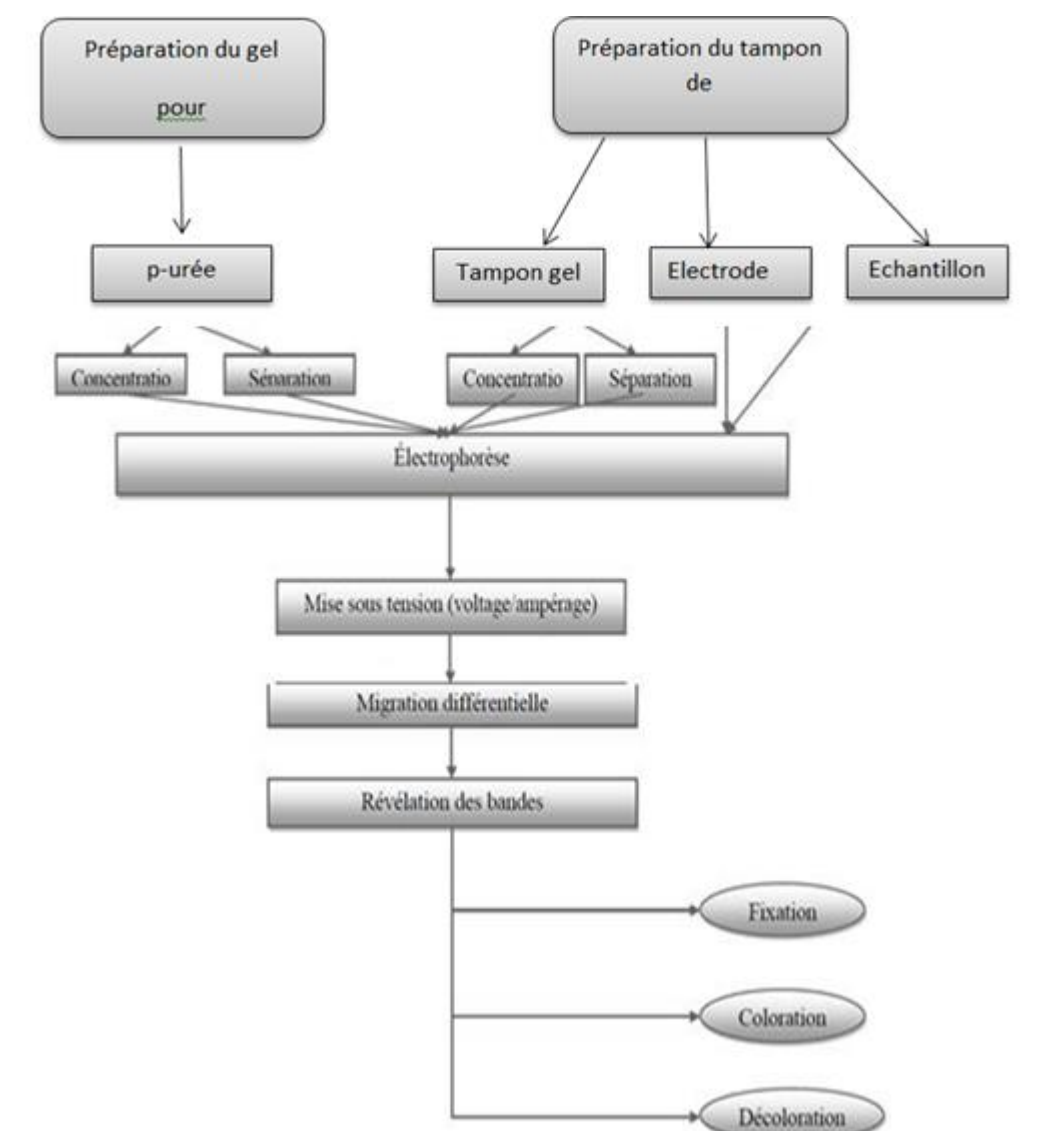 Préparation du gel
pour
Préparation du tampon
de
p-urée
Tampon gel
Electrode
Echantillon
Concentratio
Séparation
Concentratio
Séparation
Électrophorèse
Mise sous tension (voltage/ampérage)
Migration différentielle
Révélation des bandes
Fixation
Coloration
Décoloration